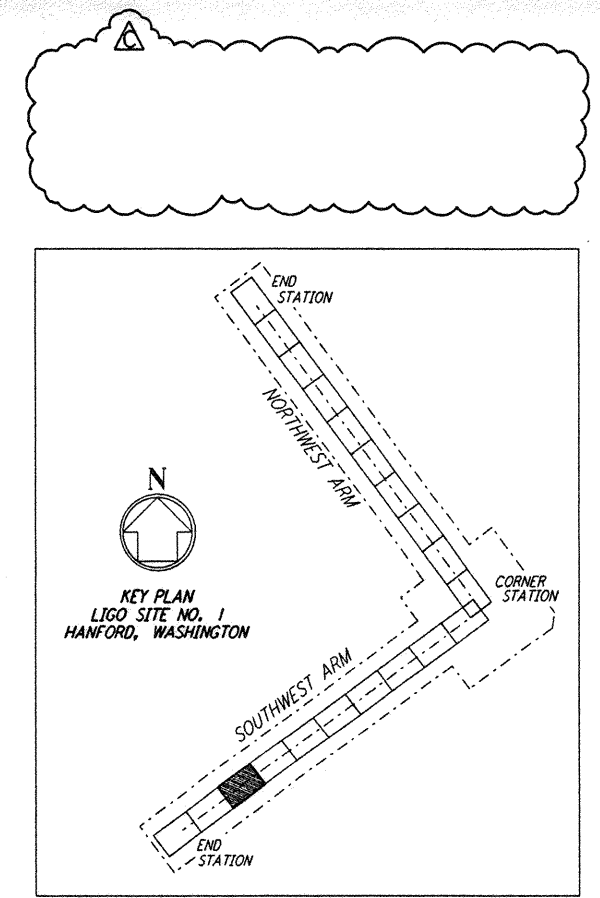 C
END
STATION
NORTHWEST ARM
N
KEY PLAN
LIGO SITE NO. 1
HANFORD, WASHINGTON
CORNER
STATION
SOUTHWEST ARM
END
STATION